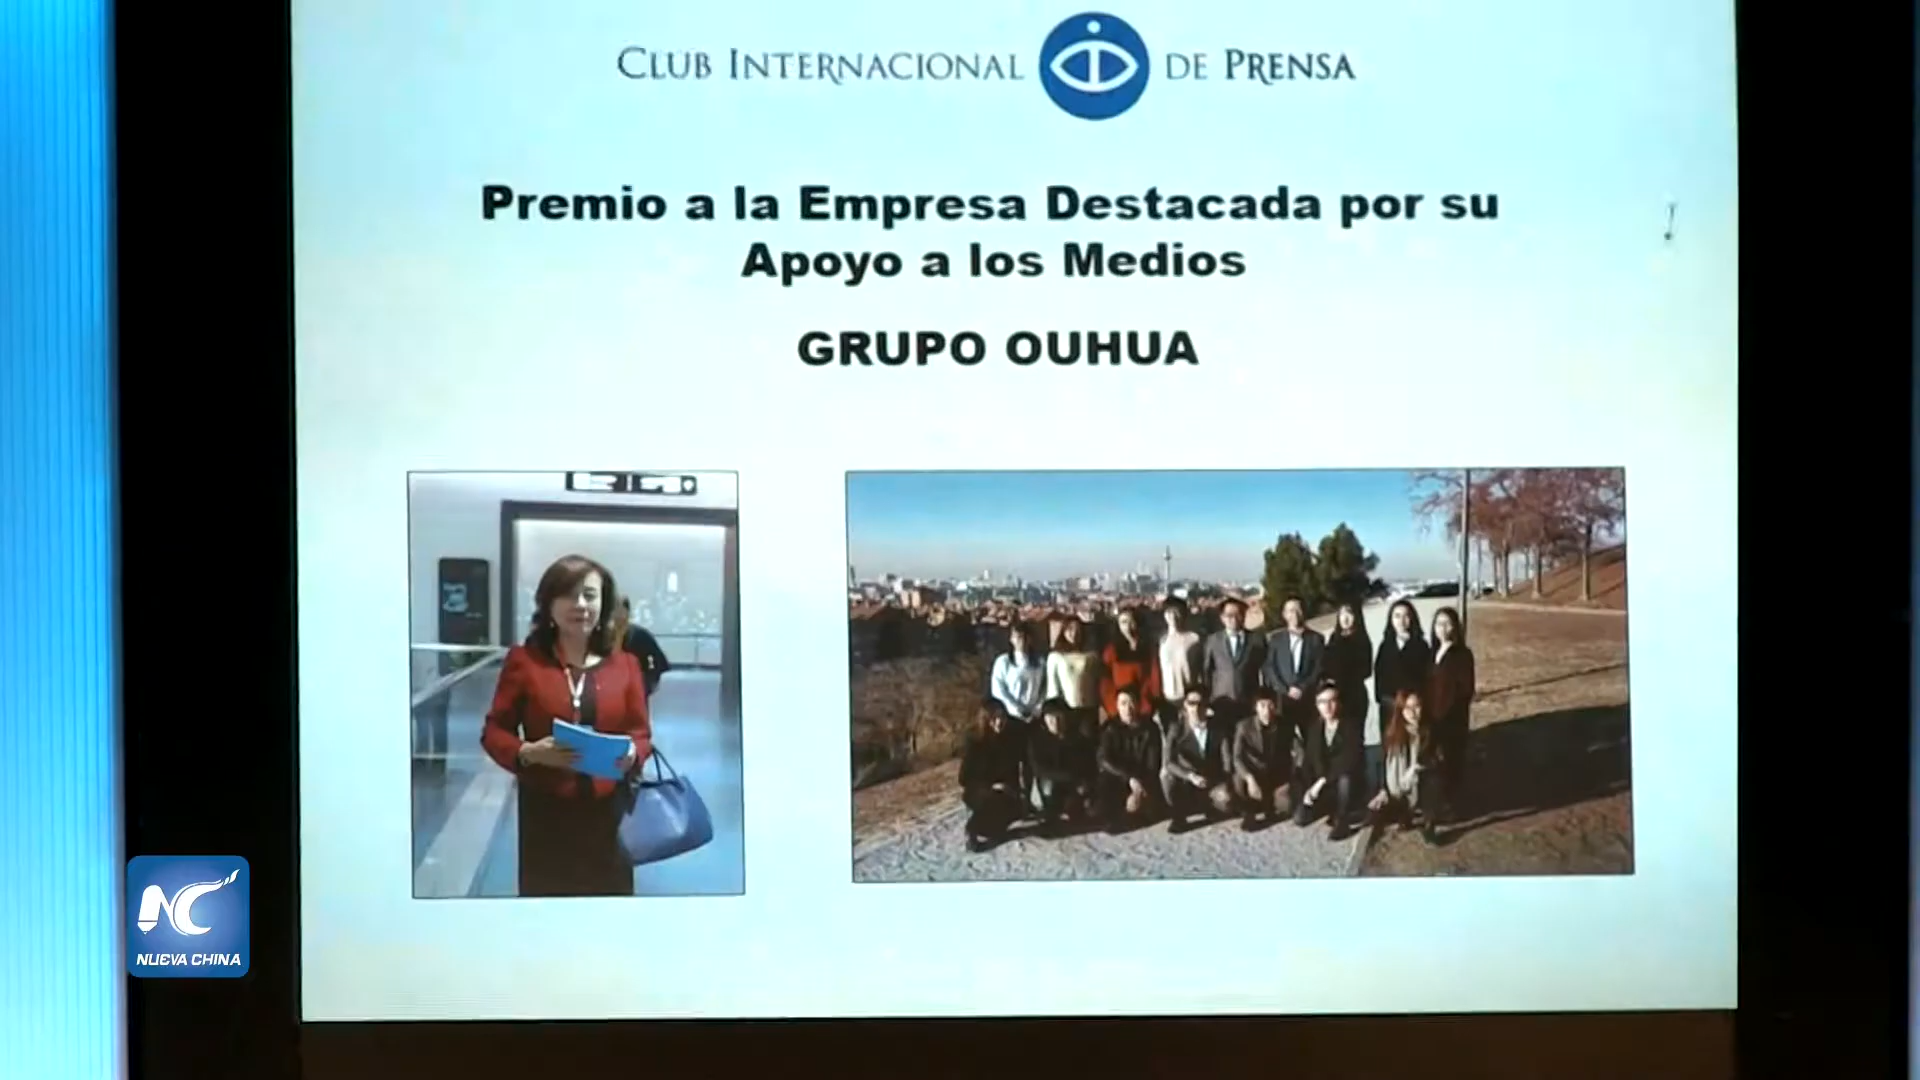 CLUB INTERNACIONAL DE PRENSA
Premio a la Empresa Destacada por su
Apoyo a los Medios
GRUPO OUHUA
NC
NUEVA CHINA